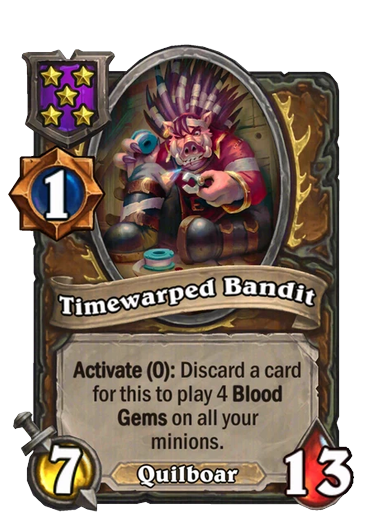 1
Timewarped Bandit
Activate (0): Discard a card
for this to play 4 Blood
Gems on all your
minions.
7
Quilboar
13